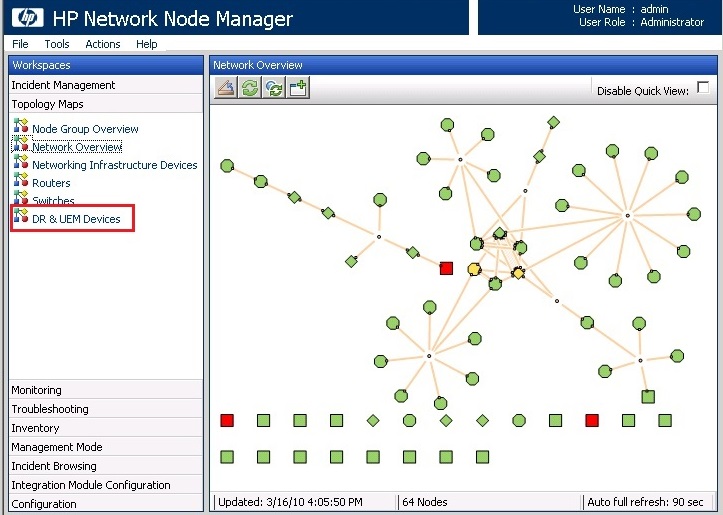 hp HP Network Node Manager
User Name : admin
User Role : Administrator
File Tools Actions Help
Workspaces
Incident Management
Topology Maps
Node Group Overview
Network Overview
Networking Infrastructure Devices
Routers
Switches
DR & UEM Devices
Monitoring
Troubleshooting
Inventory
Management Mode
Incident Browsing
Integration Module Configuration
Configuration
Network Overview
Disable Quick View:
Updated: 3/16/10 4:05:50 PM
64 Nodes
Auto full refresh: 90 sec